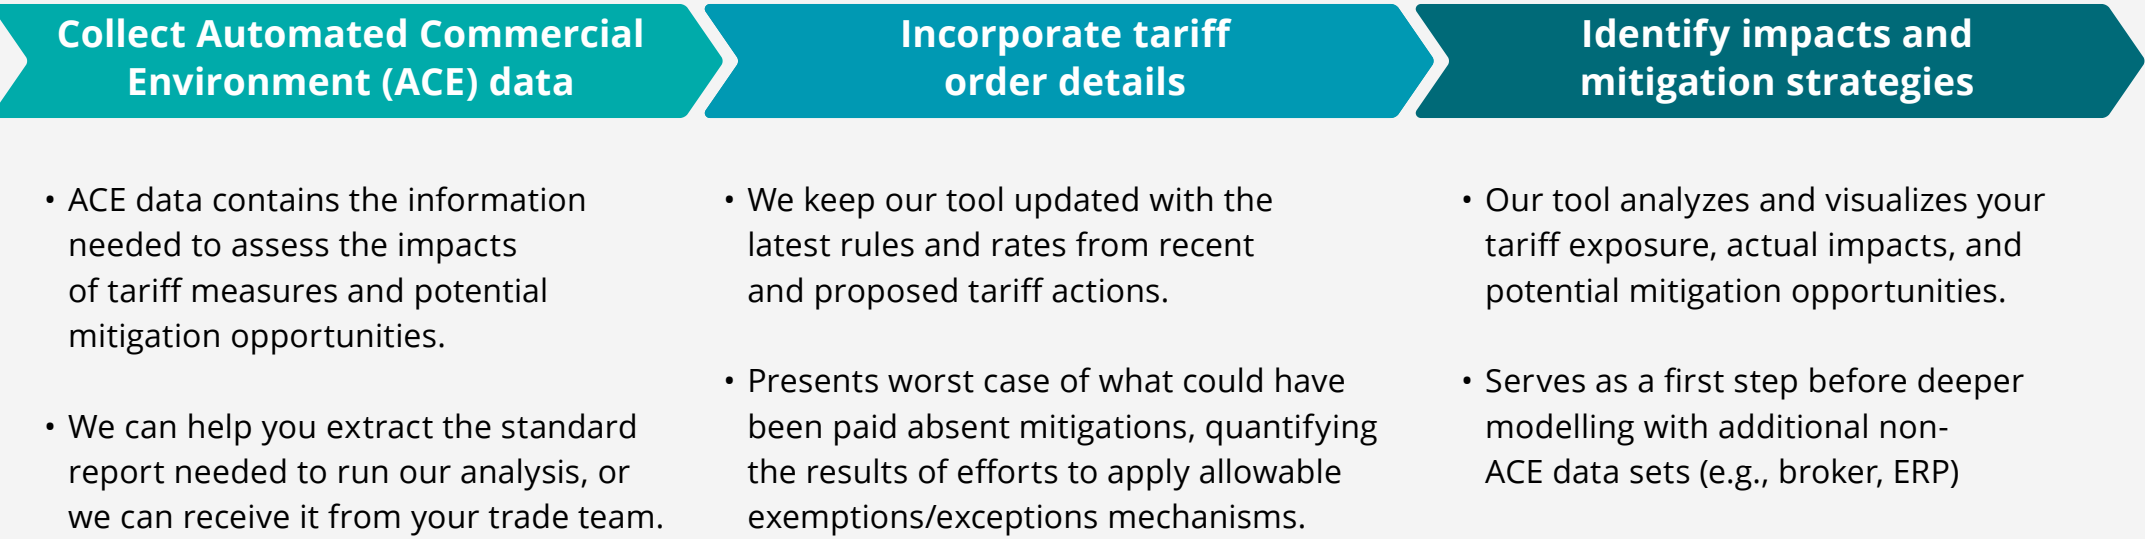 Collect Automated Commercial
Environment (ACE) data
• ACE data contains the information
needed to assess the impacts
of tariff measures and potential
mitigation opportunities.
• We can help you extract the standard
report needed to run our analysis, or
we can receive it from your trade team.
Incorporate tariff
order details
• We keep our tool updated with the
latest rules and rates from recent
and proposed tariff actions.
• Presents worst case of what could have
been paid absent mitigations, quantifying
the results of efforts to apply allowable
exemptions/exceptions mechanisms.
Identify impacts and
mitigation strategies
• Our tool analyzes and visualizes your
tariff exposure, actual impacts, and
potential mitigation opportunities.
• Serves as a first step before deeper
modelling with additional non-
ACE data sets (e.g., broker, ERP)